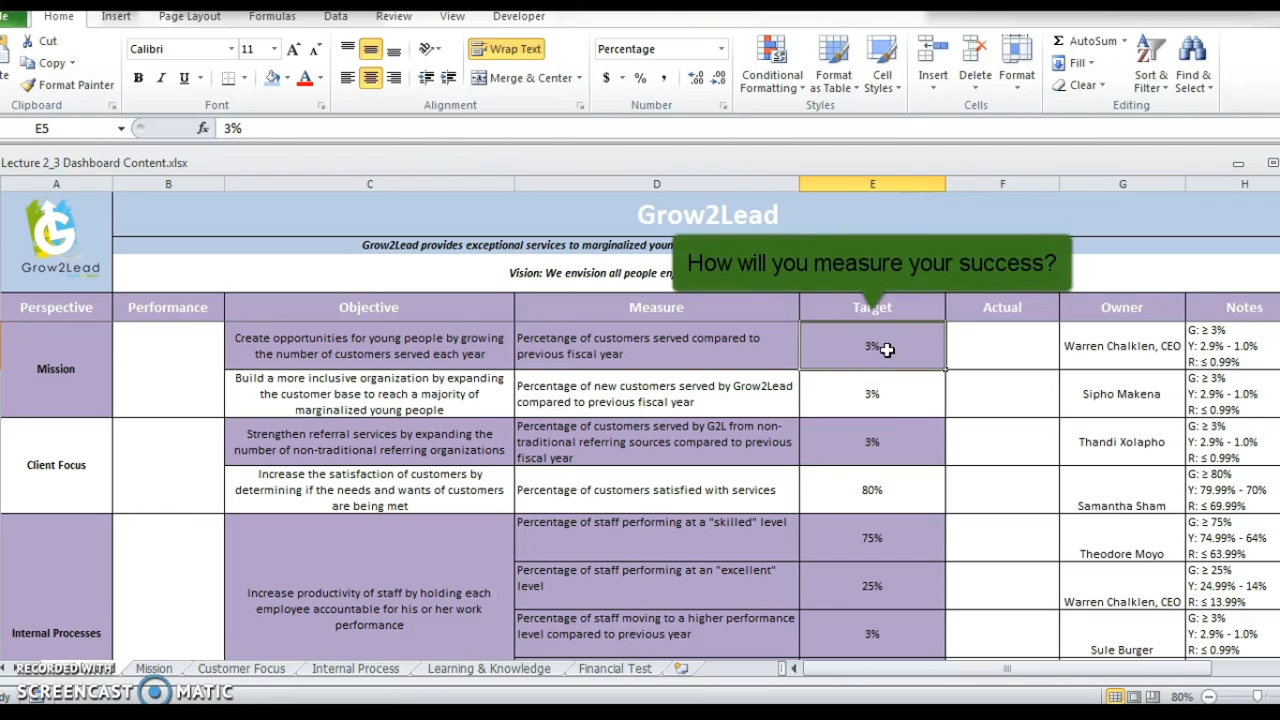 Home Insert Page Layout Formulas Data Review View Developer
Cut
Copy
Format Painter
Clipboard
Calibri 11
B I U
Font
Wrap Text
Merge & Center
Alignment
Percentage
$ % ,
Number
Conditional Formatting
Format as Table
Cell Styles
Styles
Insert Delete Format
Cells
Σ AutoSum
Fill
Clear
Sort & Filter
Find & Select
Editing
E5 fx 3%
Lecture 2_3 Dashboard Content.xlsx
A B C D E F G H
Grow2Lead
Grow2Lead
Grow2Lead provides exceptional services to marginalized
Vision: We envision all people
How will you measure your success?
Perspective Performance Objective Measure Target Actual Owner Notes
Mission
Create opportunities for young people by growing
the number of customers served each year
Percetange of customers served compared to
previous fiscal year
3%
Warren Chalklen, CEO
G: ≥ 3%
Y: 2.9% - 1.0%
R: ≤ 0.99%
Build a more inclusive organization by expanding
the customer base to reach a majority of
marginalized young people
Percentage of new customers served by Grow2Lead
compared to previous fiscal year
3%
Sipho Makena
G: ≥ 3%
Y: 2.9% - 1.0%
R: ≤ 0.99%
Client Focus
Strengthen referral services by expanding the
number of non-traditional referring organizations
Percentage of customers served by G2L from non-
traditional referring sources compared to previous
fiscal year
3%
Thandi Xolapho
G: ≥ 3%
Y: 2.9% - 1.0%
R: ≤ 0.99%
Increase the satisfaction of customers by
determining if the needs and wants of customers
are being met
Percentage of customers satisfied with services
80%
Samantha Sham
G: ≥ 80%
Y: 79.99% - 70%
R: ≤ 69.99%
Internal Processes
Increase productivity of staff by holding each
employee accountable for his or her work
performance
Percentage of staff performing at a "skilled" level
75%
Theodore Moyo
G: ≥ 75%
Y: 74.99% - 64%
R: ≤ 63.99%
Percentage of staff performing at an "excellent"
level
25%
Warren Chalklen, CEO
G: ≥ 25%
Y: 24.99% - 14%
R: ≤ 13.99%
Percentage of staff moving to a higher performance
level compared to previous year
3%
Sule Burger
G: ≥ 3%
Y: 2.9% - 1.0%
R: ≤ 0.99%
Mission Customer Focus Internal Process Learning & Knowledge Financial Test
RECORDED WITH
SCREENCAST MATIC
80%